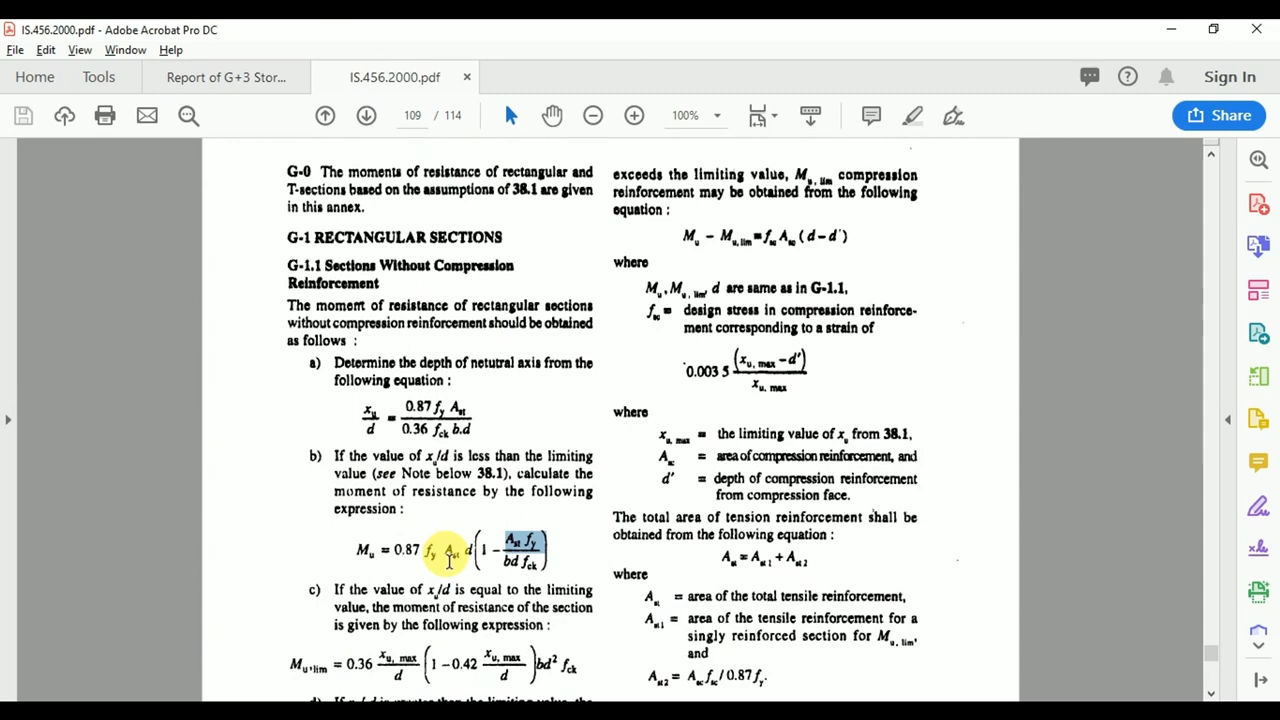 IS.456.2000.pdf - Adobe Acrobat Pro DC
File Edit View Window Help
Home Tools Report of G+3 Stor... IS.456.2000.pdf × Sign In
109 / 114 100% Share
G-0 The moments of resistance of rectangular and
T-sections based on the assumptions of 38.1 are given
in this annex.
G-1 RECTANGULAR SECTIONS
G-1.1 Sections Without Compression
Reinforcement
The moment of resistance of rectangular sections
without compression reinforcement should be obtained
as follows :
a) Determine the depth of netutral axis from the
following equation :
x_u/d = 0.87 f_y A_st / 0.36 f_ck b.d
b) If the value of x_u/d is less than the limiting
value (see Note below 38.1), calculate the
moment of resistance by the following
expression :
M_u = 0.87 f_y A_st d (1 - A_st f_y / bd f_ck)
c) If the value of x_u/d is equal to the limiting
value, the moment of resistance of the section
is given by the following expression :
M_u,lim = 0.36 x_u, max / d (1 - 0.42 x_u, max / d) bd² f_ck
d) If x_u/d is greater than the limiting value, the
exceeds the limiting value, M_u, lim compression
reinforcement may be obtained from the following
equation :
M_u - M_u, lim = f_sc A_sc (d - d')
where
M_u, M_u, lim, d are same as in G-1.1,
f_sc = design stress in compression reinforce-
ment corresponding to a strain of
0.003 5 (x_u, max - d') / x_u, max
where
x_u, max = the limiting value of x_u from 38.1,
A_sc = area of compression reinforcement, and
d' = depth of compression reinforcement
from compression face.
The total area of tension reinforcement shall be
obtained from the following equation :
A_st = A_st1 + A_st2
where
A_st = area of the total tensile reinforcement,
A_st1 = area of the tensile reinforcement for a
singly reinforced section for M_u, lim,
and
A_st2 = A_sc f_sc / 0.87 f_y.